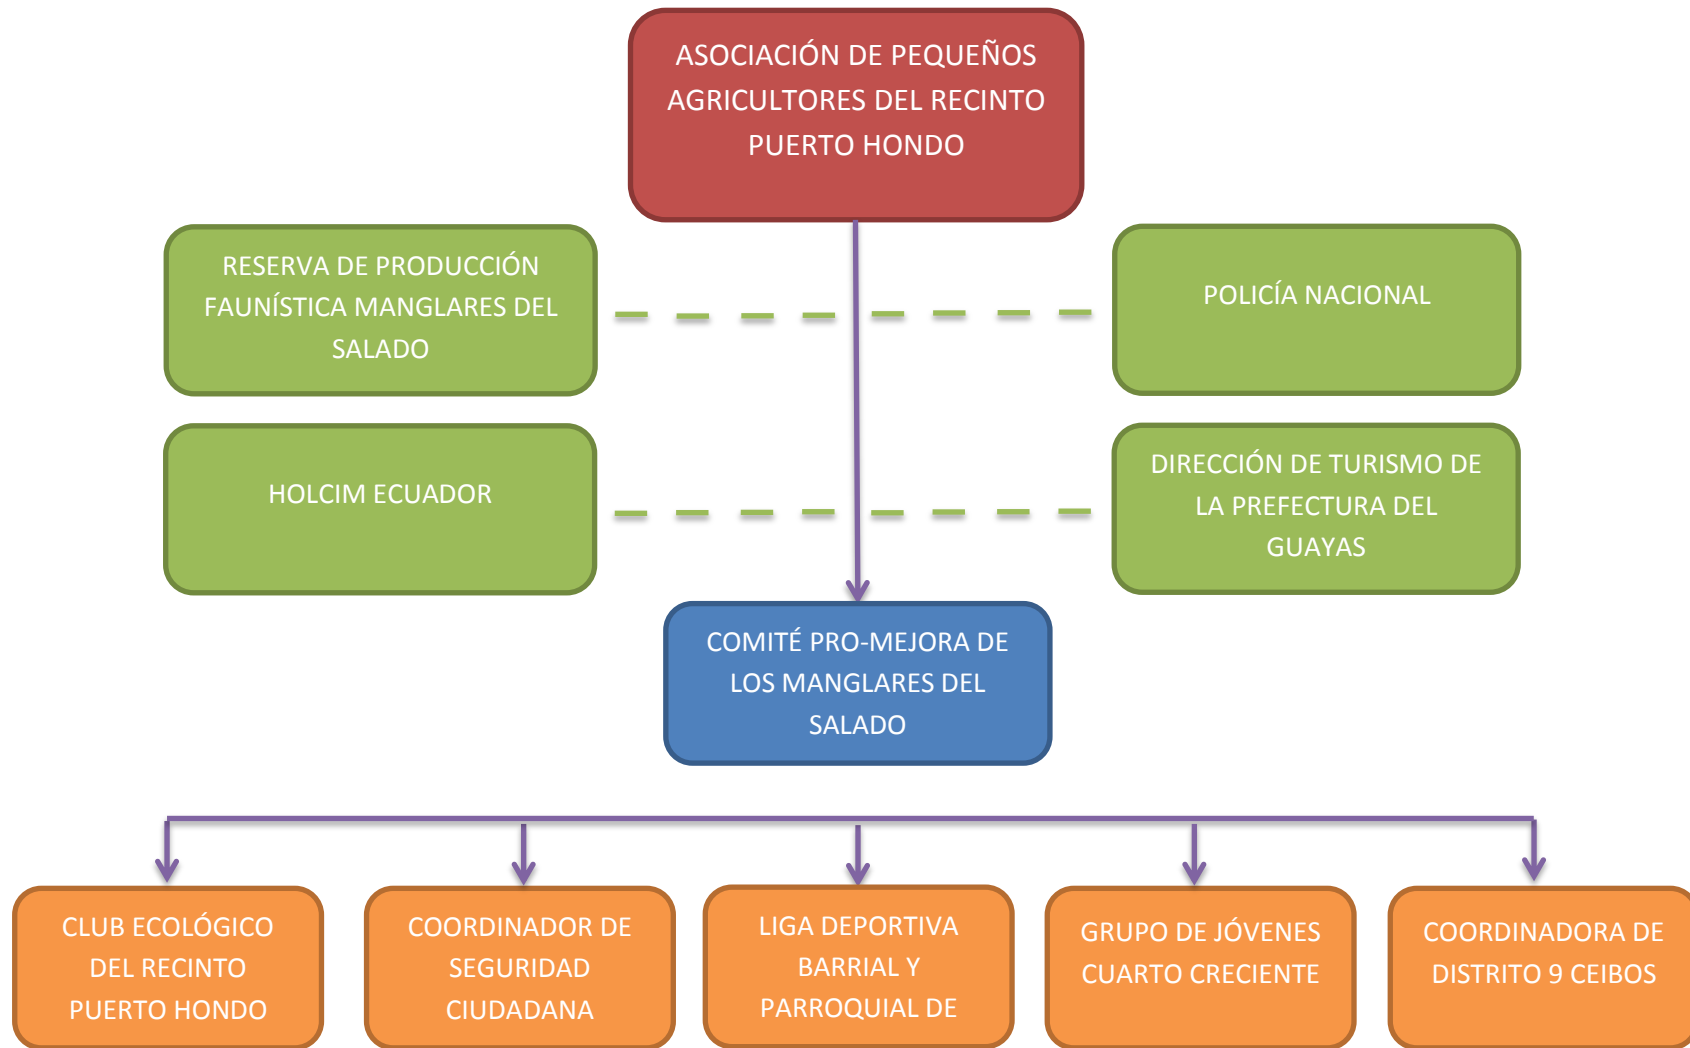 ASOCIACIÓN DE PEQUEÑOS
AGRICULTORES DEL RECINTO
PUERTO HONDO
RESERVA DE PRODUCCIÓN
FAUNÍSTICA MANGLARES DEL
SALADO
POLICÍA NACIONAL
HOLCIM ECUADOR
DIRECCIÓN DE TURISMO DE
LA PREFECTURA DEL
GUAYAS
COMITÉ PRO-MEJORA DE
LOS MANGLARES DEL
SALADO
CLUB ECOLÓGICO
DEL RECINTO
PUERTO HONDO
COORDINADOR DE
SEGURIDAD
CIUDADANA
LIGA DEPORTIVA
BARRIAL Y
PARROQUIAL DE
GRUPO DE JÓVENES
CUARTO CRECIENTE
COORDINADORA DE
DISTRITO 9 CEIBOS